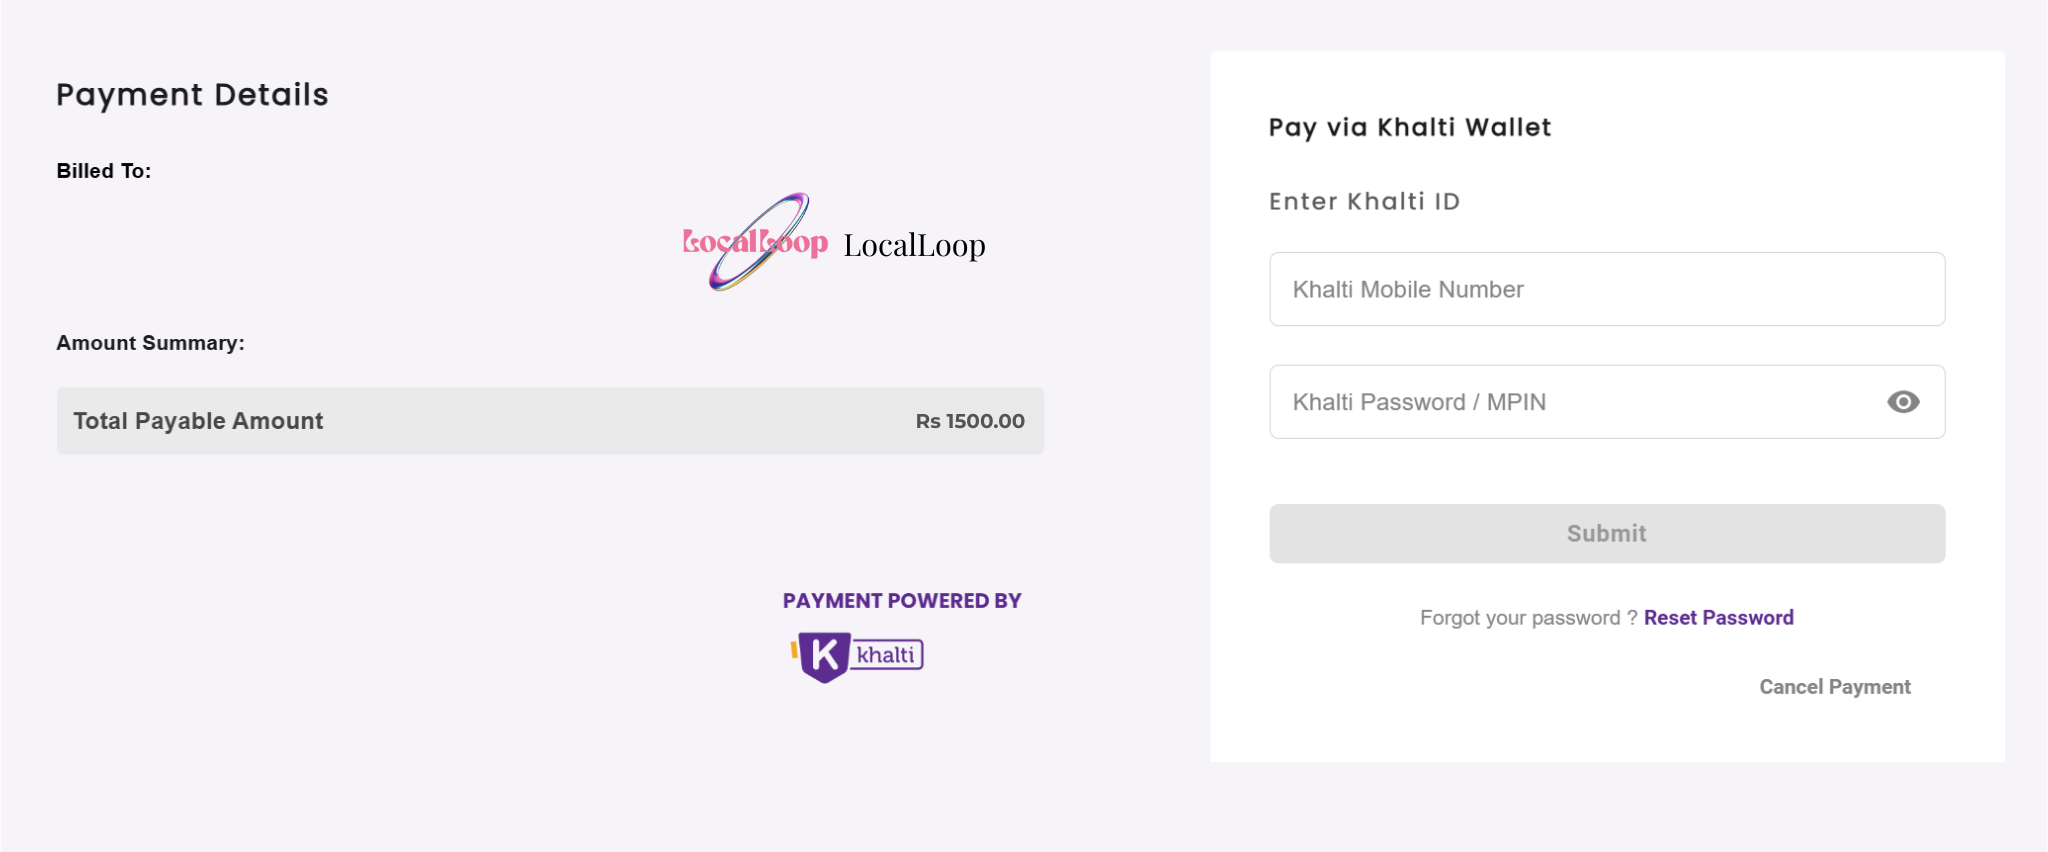 Payment Details
Billed To:
LocalLoop LocalLoop
Amount Summary:
Total Payable Amount Rs 1500.00
PAYMENT POWERED BY
K khalti
Pay via Khalti Wallet
Enter Khalti ID
Khalti Mobile Number
Khalti Password / MPIN
Submit
Forgot your password ? Reset Password
Cancel Payment